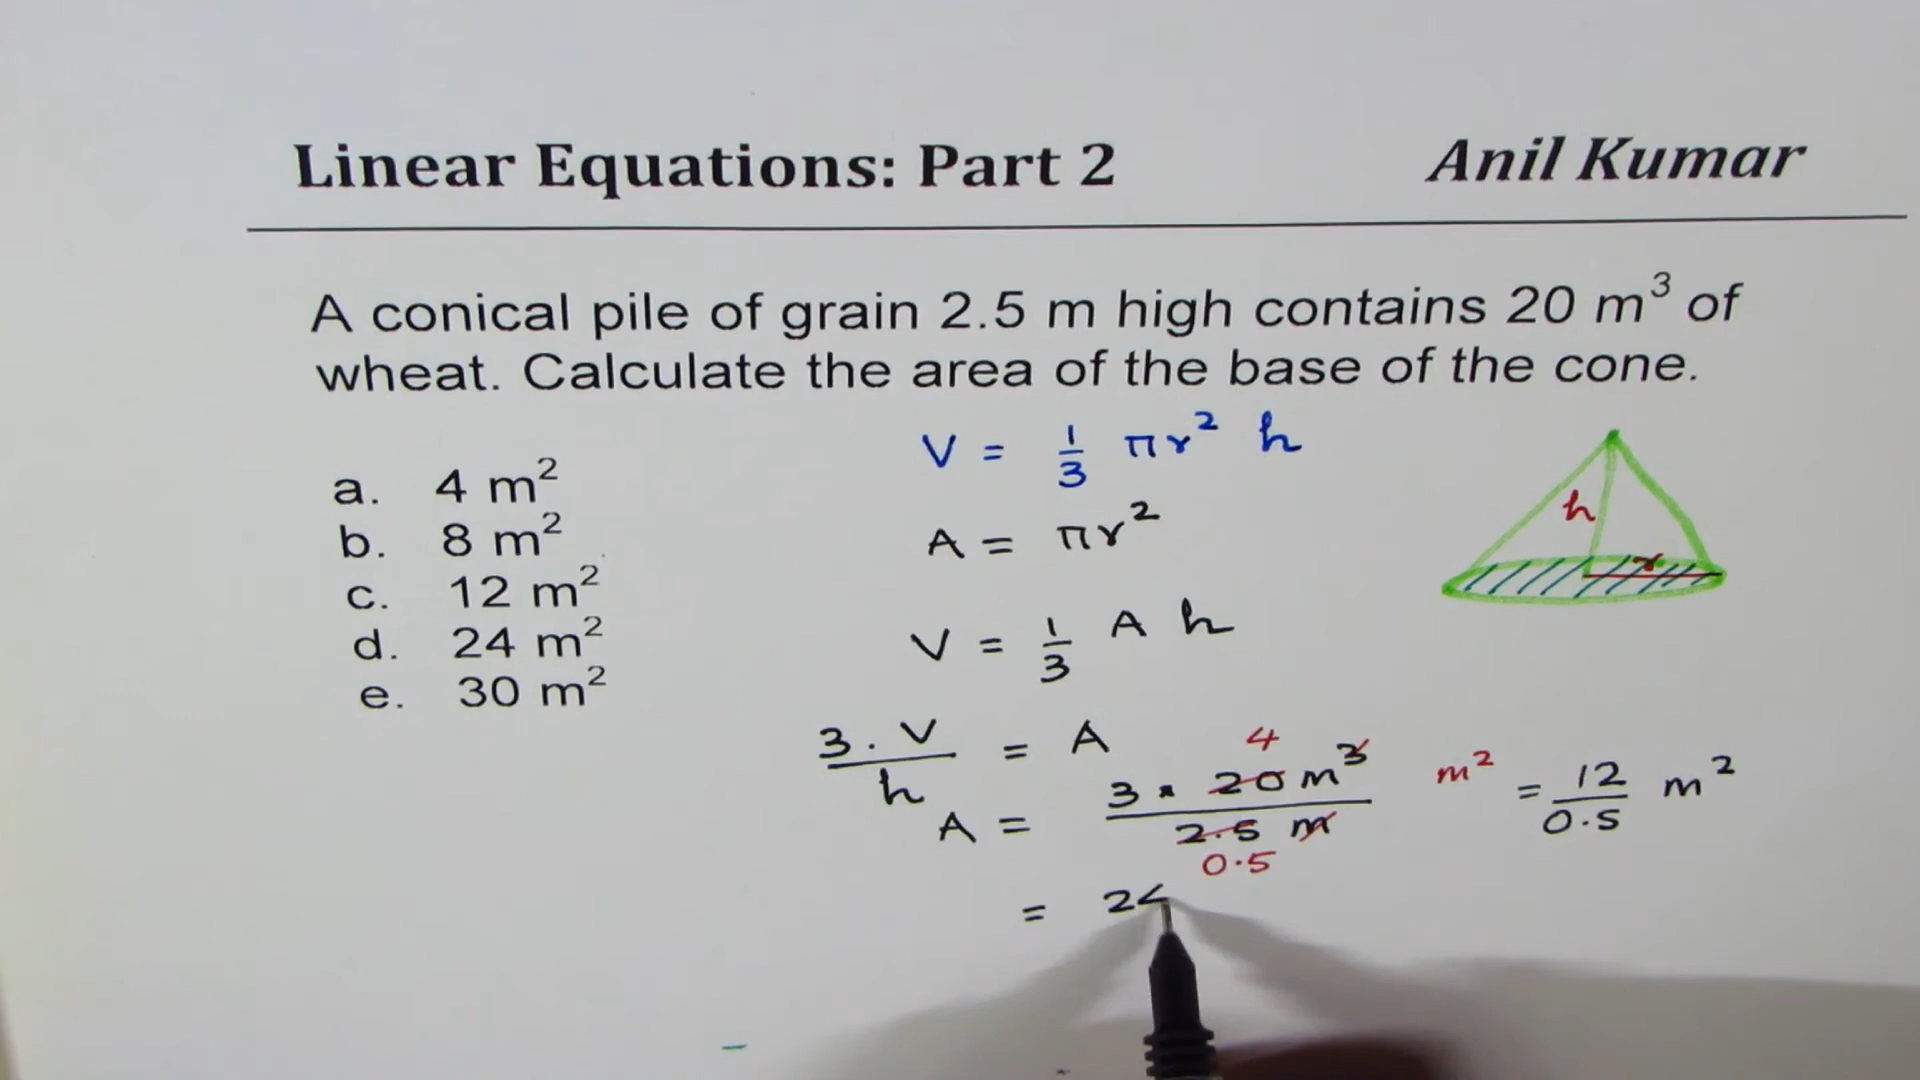 Linear Equations: Part 2 Anil Kumar
A conical pile of grain 2.5 m high contains 20 m³ of
wheat. Calculate the area of the base of the cone.
a. 4 m²
b. 8 m²
c. 12 m²
d. 24 m²
e. 30 m²
V = 1/3 πr² h
A = πr²
V = 1/3 A h
3 . V / h = A
A = 3 × 20 m³ / 2.5 m
4
0.5
m²
= 12 / 0.5 m²
= 24
h
r